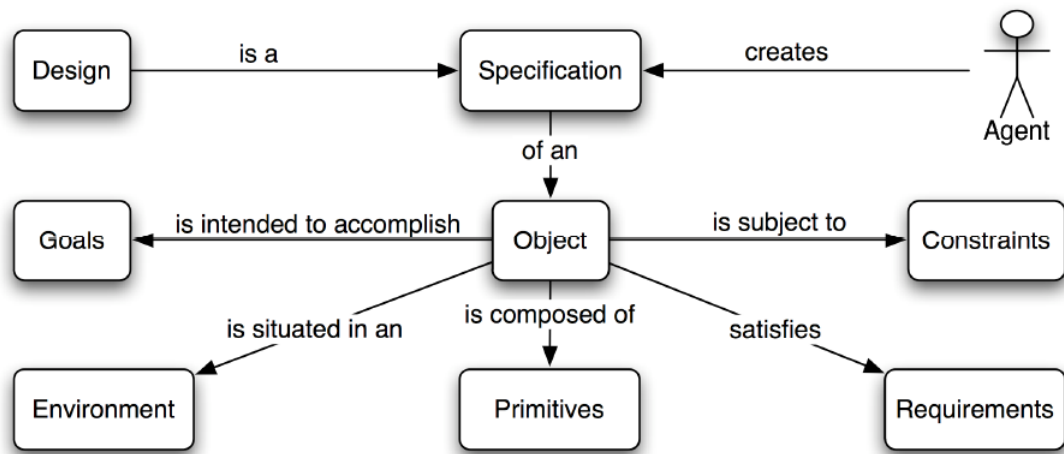 Design
is a
Specification
creates
Agent
of an
Goals
is intended to accomplish
Object
is subject to
Constraints
is situated in an
is composed of
satisfies
Environment
Primitives
Requirements